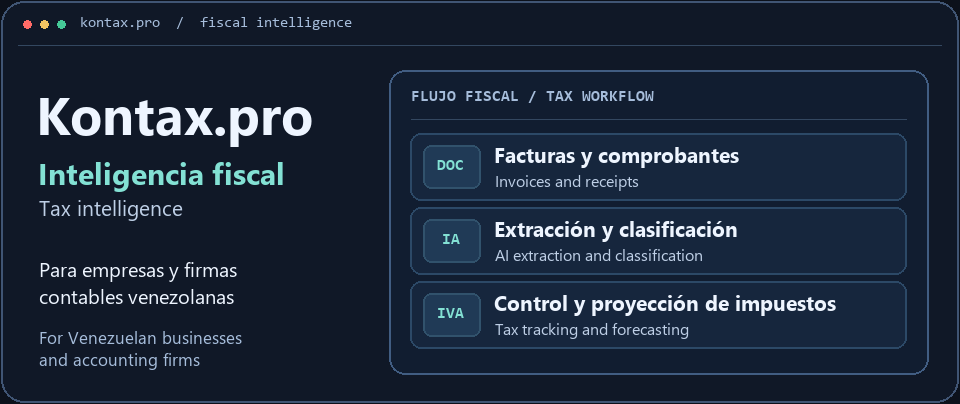 kontax.pro / fiscal intelligence
Kontax.pro
Inteligencia fiscal
Tax intelligence
Para empresas y firmas
contables venezolanas
For Venezuelan businesses
and accounting firms
FLUJO FISCAL / TAX WORKFLOW
DOC
Facturas y comprobantes
Invoices and receipts
IA
Extracción y clasificación
AI extraction and classification
IVA
Control y proyección de impuestos
Tax tracking and forecasting